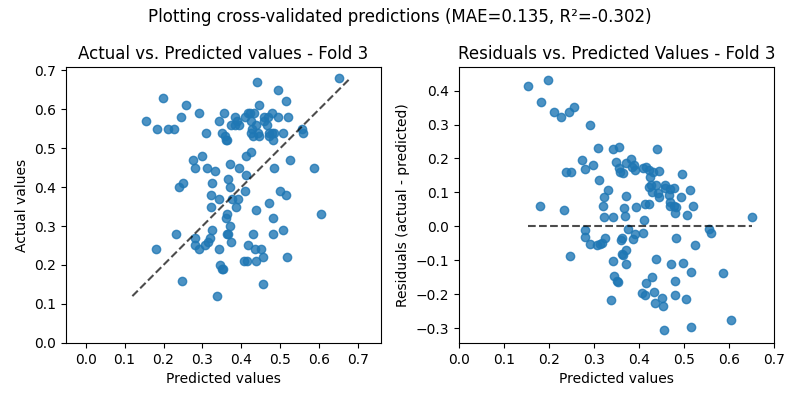 Plotting cross-validated predictions (MAE=0.135, R²=-0.302)
Actual vs. Predicted values - Fold 3
Actual values
0.7
0.6
0.5
0.4
0.3
0.2
0.1
0.0
0.0 0.1 0.2 0.3 0.4 0.5 0.6 0.7
Predicted values
Residuals vs. Predicted Values - Fold 3
Residuals (actual - predicted)
0.4
0.3
0.2
0.1
0.0
−0.1
−0.2
−0.3
0.0 0.1 0.2 0.3 0.4 0.5 0.6 0.7
Predicted values